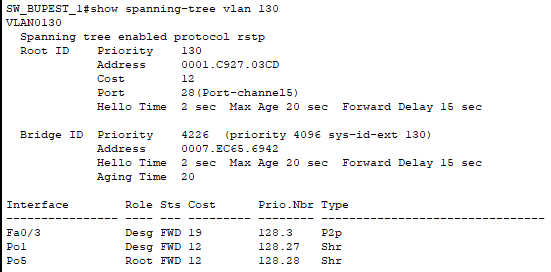 SW_BUPEST_1#show spanning-tree vlan 130
VLAN0130
  Spanning tree enabled protocol rstp
  Root ID    Priority    130
             Address     0001.C927.03CD
             Cost        12
             Port        28(Port-channel5)
             Hello Time  2 sec  Max Age 20 sec  Forward Delay 15 sec

  Bridge ID  Priority    4226  (priority 4096 sys-id-ext 130)
             Address     0007.EC65.6942
             Hello Time  2 sec  Max Age 20 sec  Forward Delay 15 sec
             Aging Time  20

Interface        Role Sts Cost      Prio.Nbr Type
---------------- ---- --- --------- -------- --------------------------------
Fa0/3            Desg FWD 19        128.3    P2p
Po1              Desg FWD 12        128.27   Shr
Po5              Root FWD 12        128.28   Shr